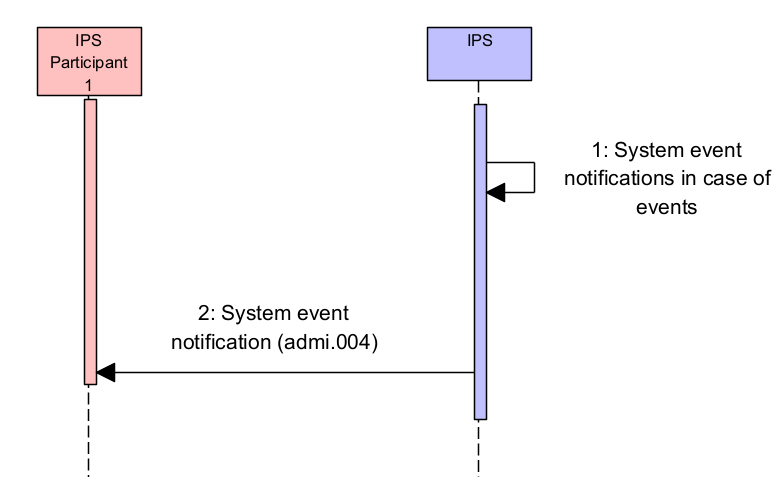 IPS
Participant
1
IPS
1: System event
notifications in case of
events
2: System event
notification (admi.004)